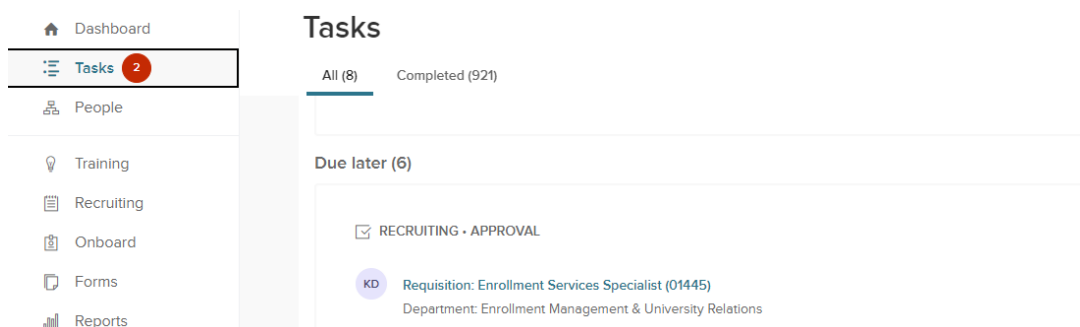 Dashboard
Tasks 2
People
Training
Recruiting
Onboard
Forms
Reports
Tasks
All (8) Completed (921)
Due later (6)
RECRUITING • APPROVAL
KD Requisition: Enrollment Services Specialist (01445)
Department: Enrollment Management & University Relations